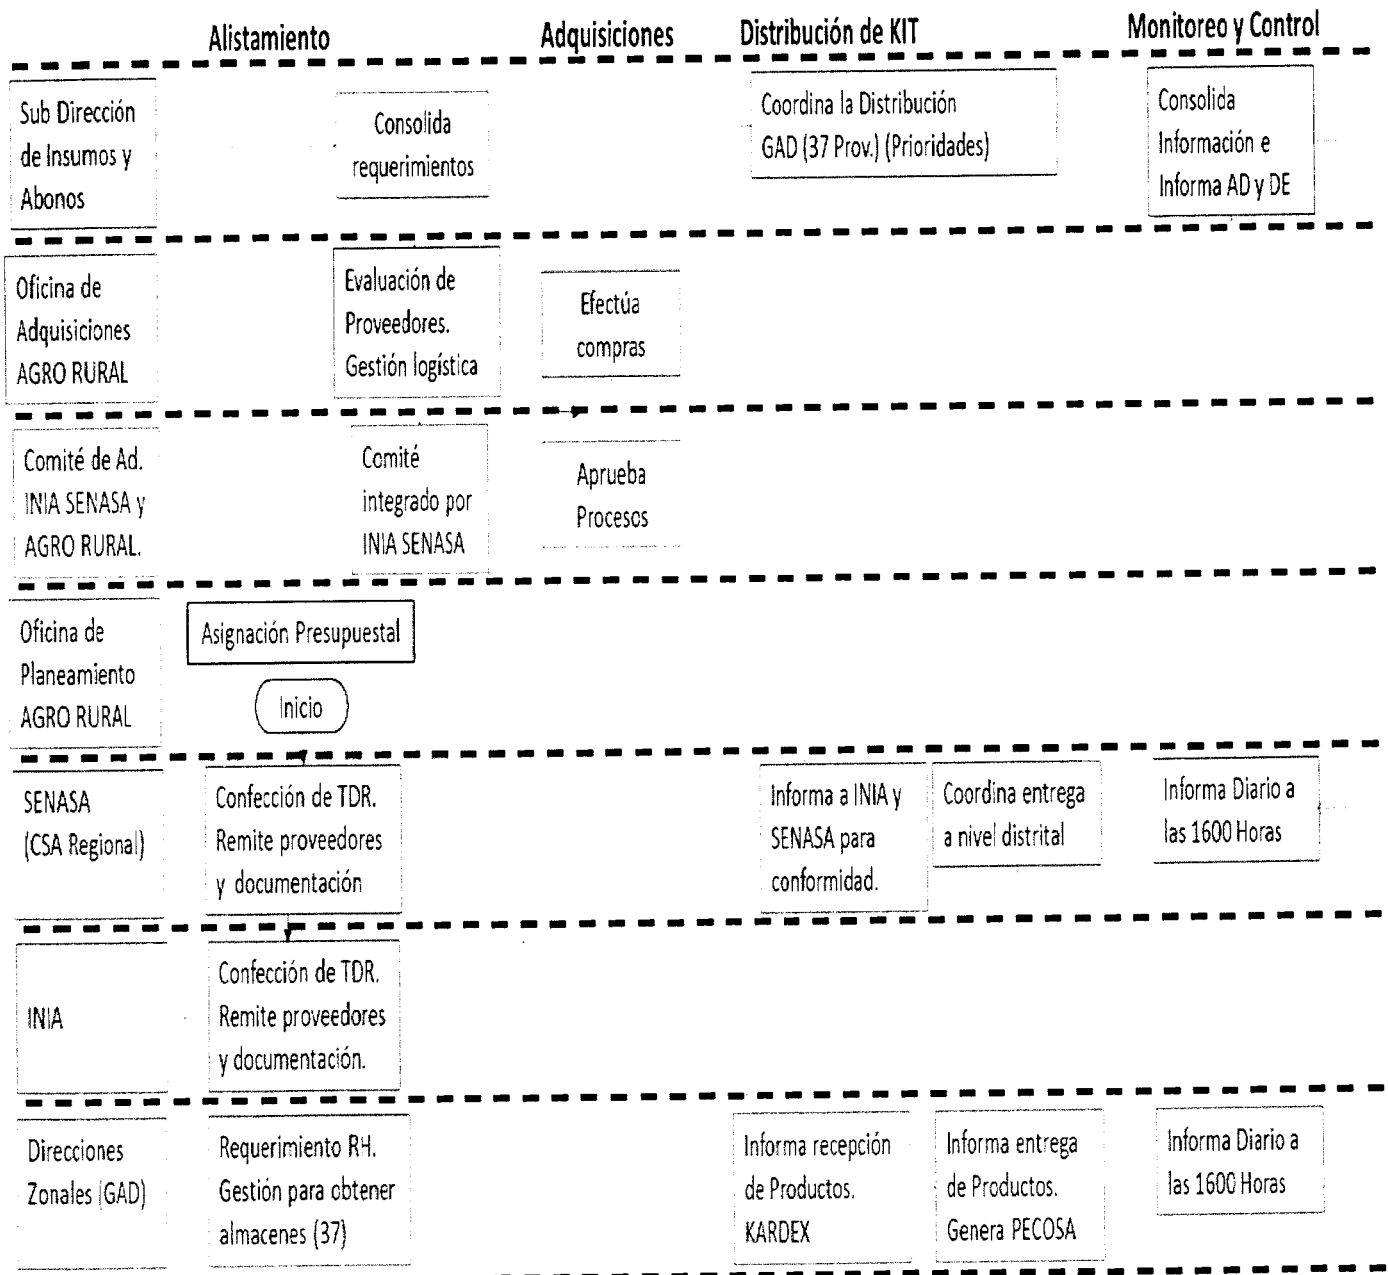 Alistamiento
Adquisiciones
Distribución de KIT
Monitoreo y Control
Sub Dirección
de Insumos y
Abonos
Consolida
requerimientos
Coordina la Distribución
GAD (37 Prov.) (Prioridades)
Consolida
Información e
Informa AD y DE
Oficina de
Adquisiciones
AGRO RURAL
Evaluación de
Proveedores.
Gestión logística
Efectúa
compras
Comité de Ad.
INIA SENASA y
AGRO RURAL.
Comité
integrado por
INIA SENASA
Aprueba
Procesos
Oficina de
Planeamiento
AGRO RURAL
Asignación Presupuestal
Inicio
SENASA
(CSA Regional)
Confección de TDR.
Remite proveedores
y documentación
Informa a INIA y
SENASA para
conformidad.
Coordina entrega
a nivel distrital
Informa Diario a
las 1600 Horas
INIA
Confección de TDR.
Remite proveedores
y documentación.
Direcciones
Zonales (GAD)
Requerimiento RH.
Gestión para obtener
almacenes (37)
Informa recepción
de Productos.
KARDEX
Informa entrega
de Productos.
Genera PECOSA
Informa Diario a
las 1600 Horas